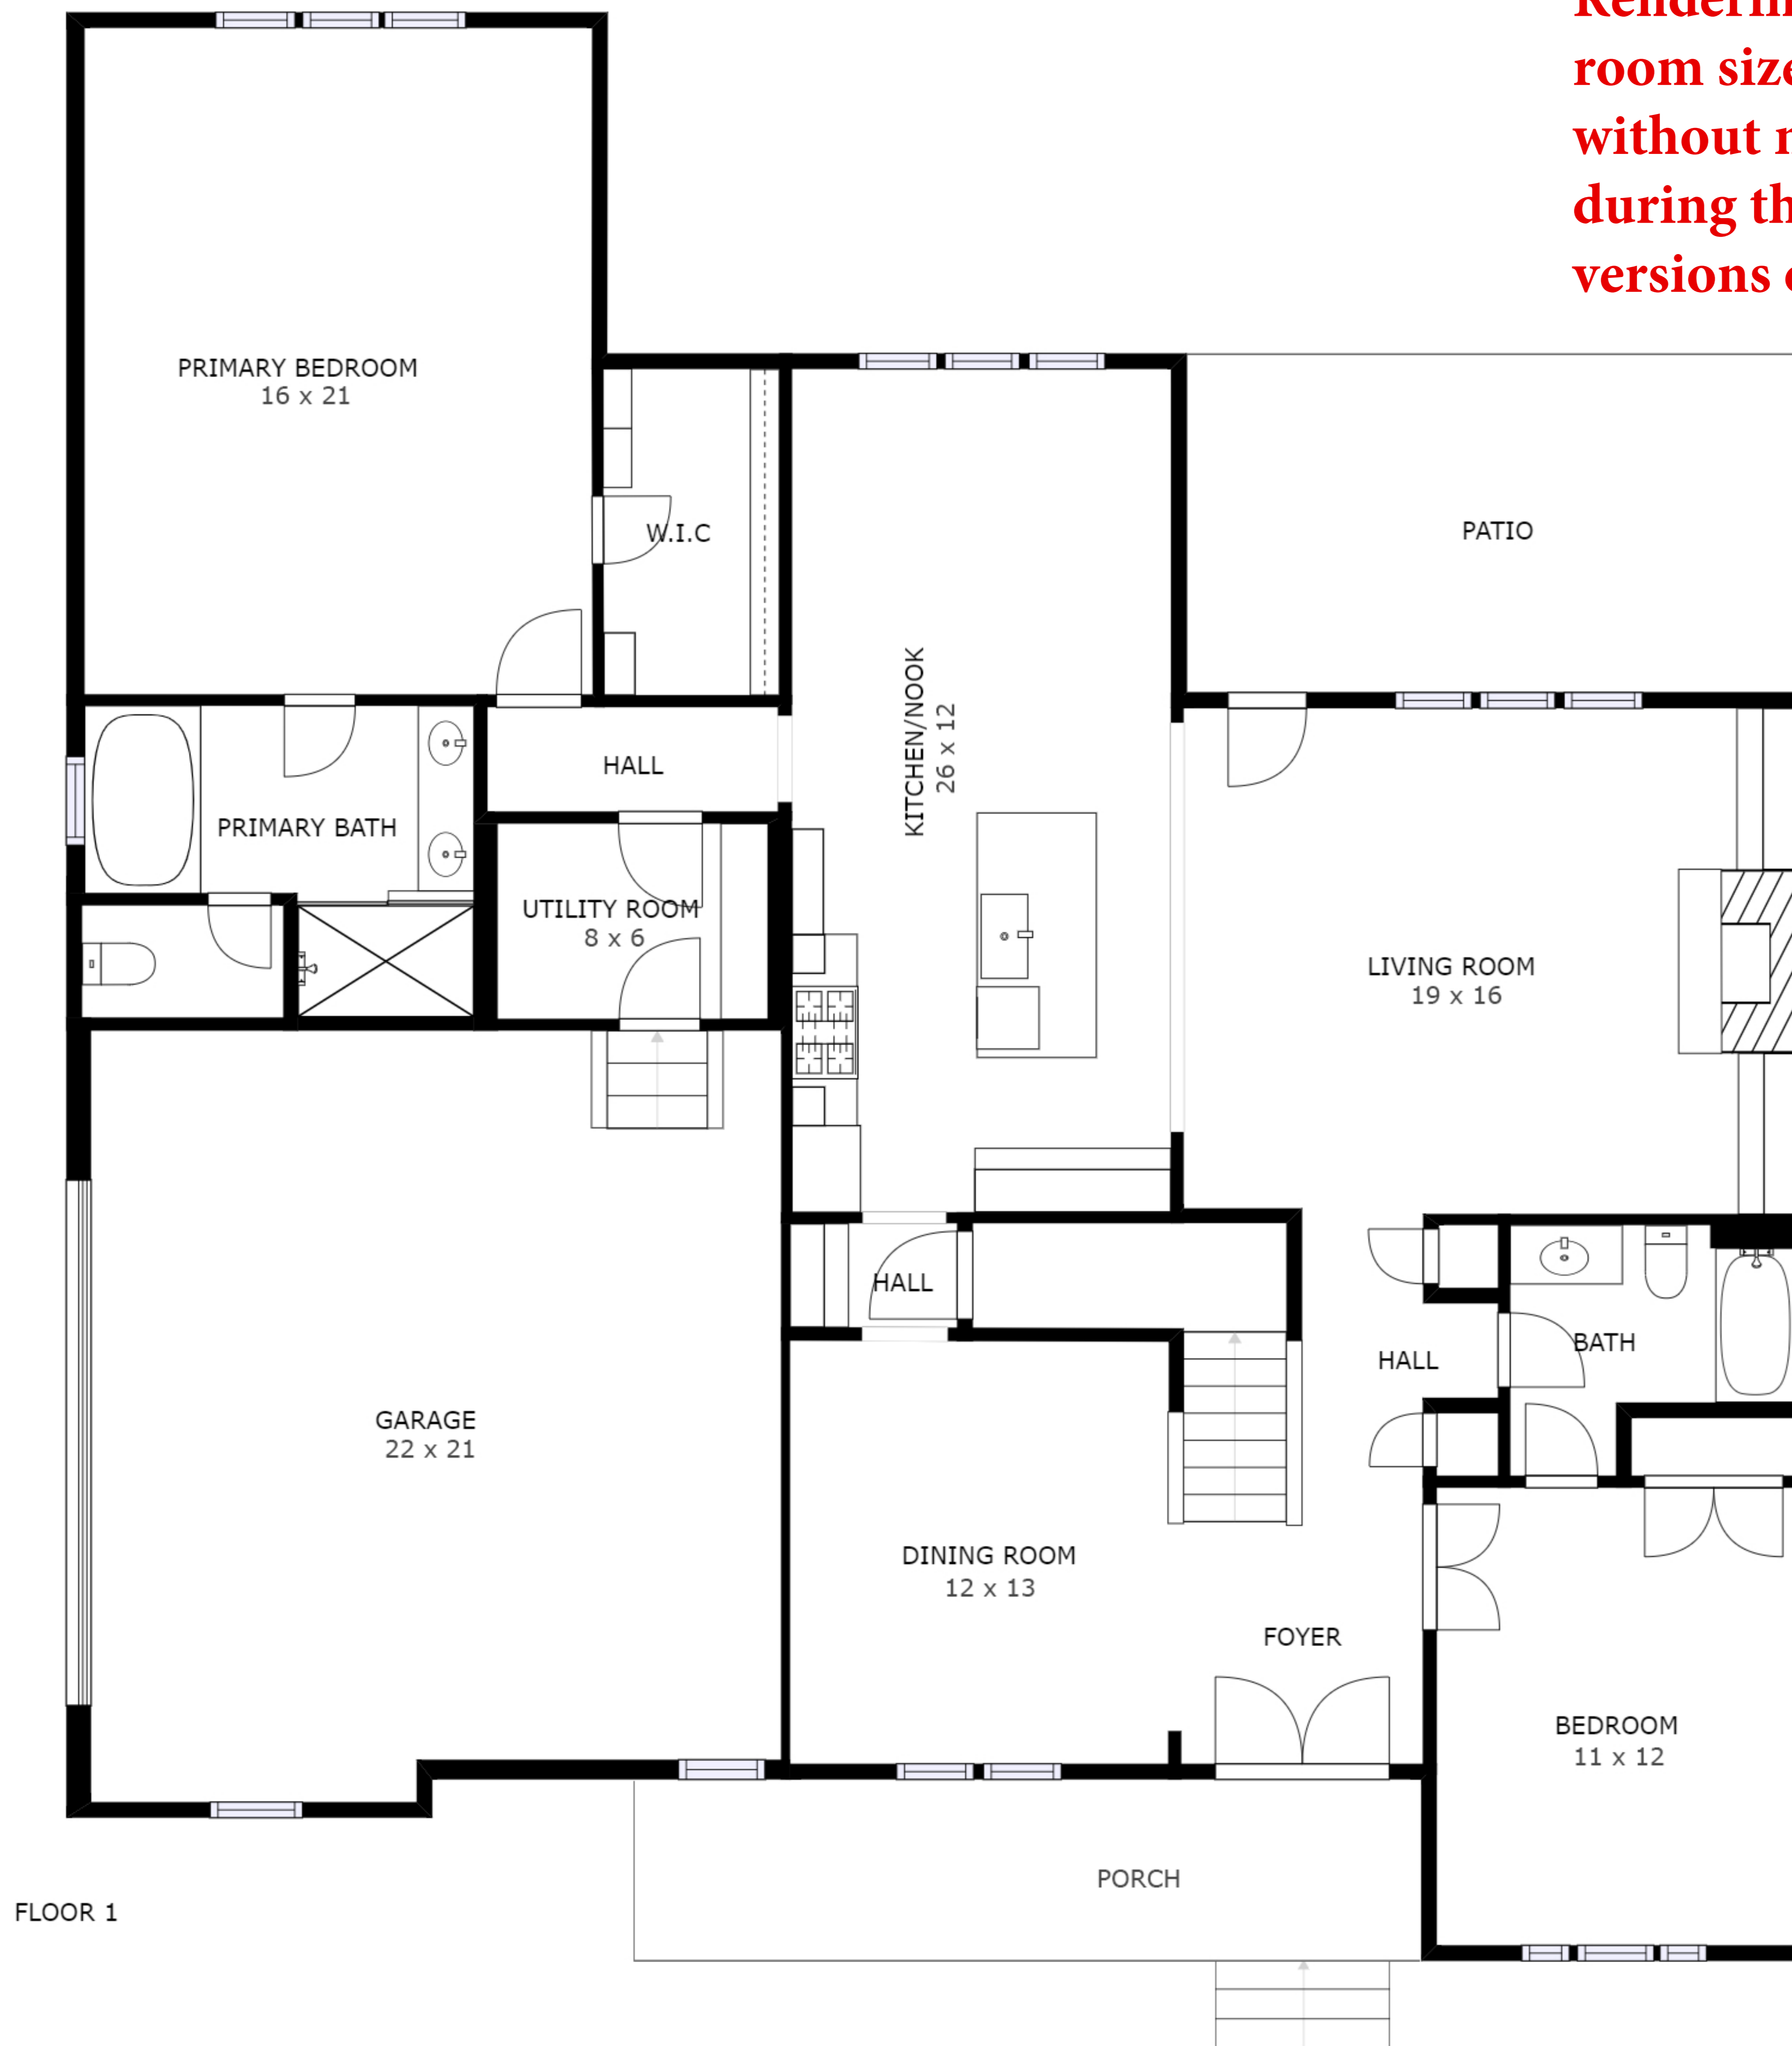 room size
without
during th
versions
PRIMARY BEDROOM
16 x 21
W.I.C
PATIO
KITCHEN/NOOK
26 x 12
HALL
PRIMARY BATH
UTILITY ROOM
8 x 6
LIVING ROOM
19 x 16
HALL
BATH
HALL
GARAGE
22 x 21
DINING ROOM
12 x 13
FOYER
BEDROOM
11 x 12
PORCH
FLOOR 1